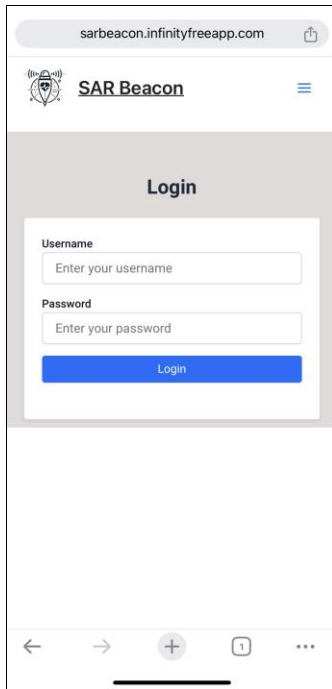 sarbeacon.infinityfreeapp.com
SAR Beacon
Login
Username
Enter your username
Password
Enter your password
Login
1